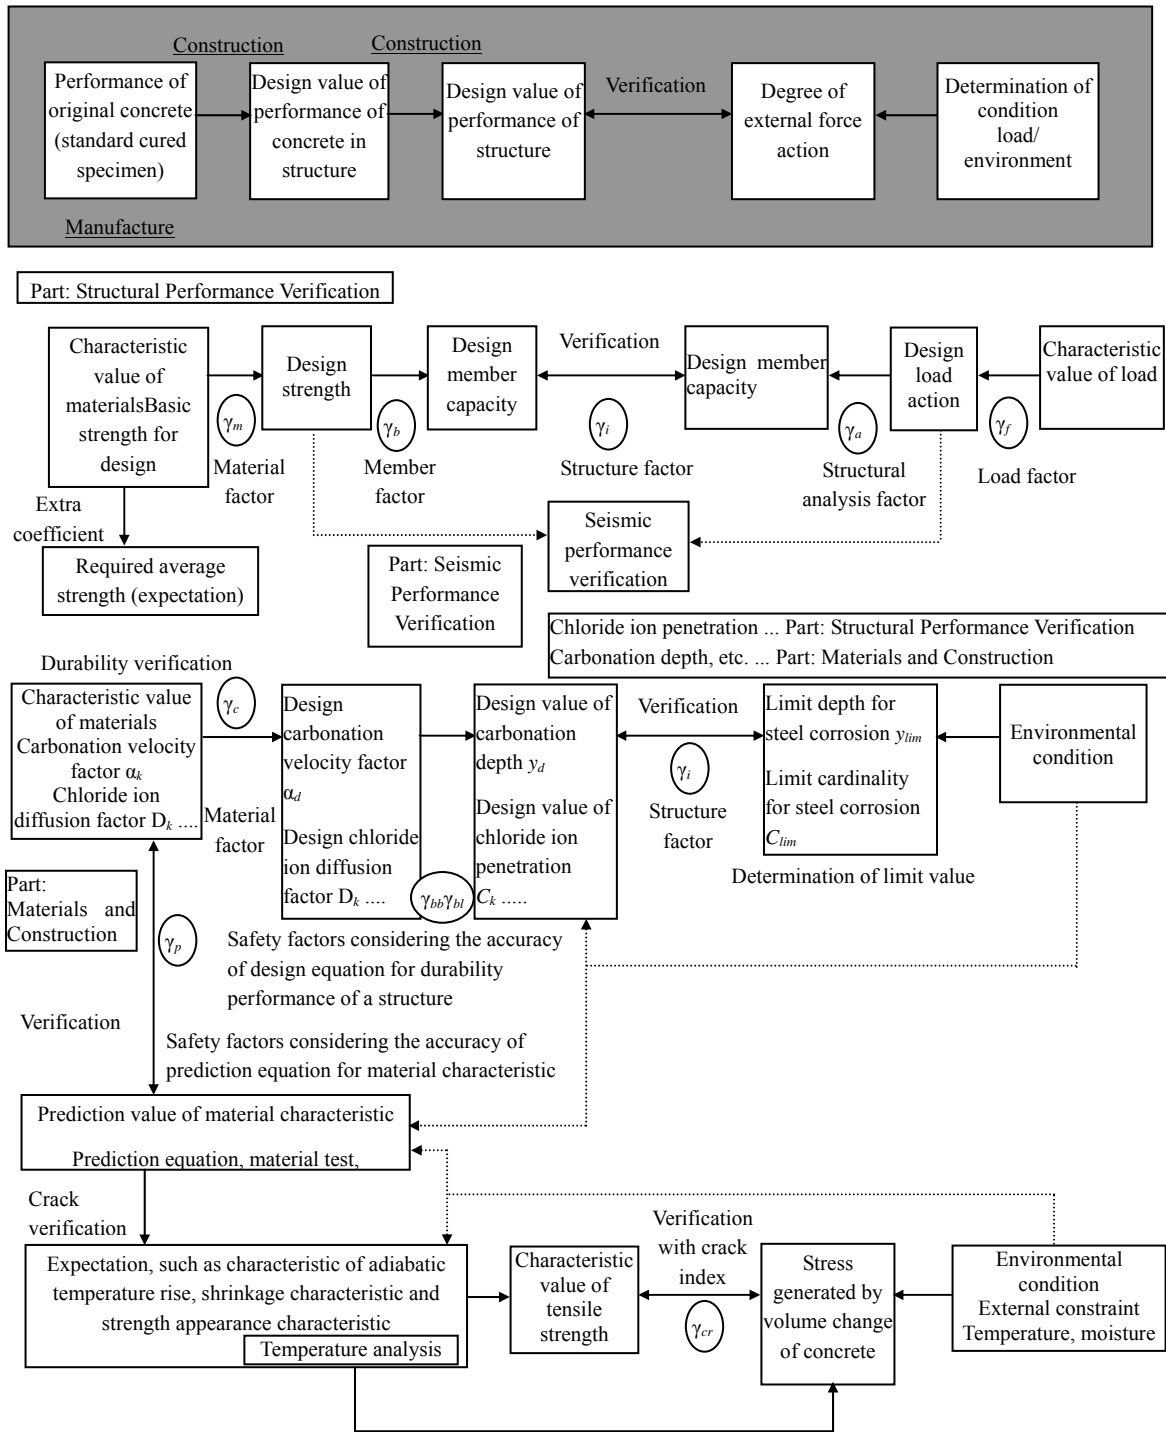 Construction
Construction
Performance of
original concrete
(standard cured
specimen)
Design value of
performance of
concrete in
structure
Design value of
performance of
structure
Verification
Degree of
external force
action
Determination of
condition
load/
environment
Manufacture
Part: Structural Performance Verification
Characteristic
value of
materialsBasic
strength for
design
Design
strength
Design
member
capacity
Verification
Design member
capacity
Design
load
action
Characteristic
value of load
γm
γb
γi
γa
γf
Material
factor
Member
factor
Structure factor
Structural
analysis factor
Load factor
Extra
coefficient
Required average
strength (expectation)
Seismic
performance
verification
Part: Seismic
Performance
Verification
Chloride ion penetration ... Part: Structural Performance Verification
Carbonation depth, etc. ... Part: Materials and Construction
Durability verification
Characteristic value
of materials
Carbonation velocity
factor αk
Chloride ion
diffusion factor Dk ....
γc
Material
factor
Design
carbonation
velocity factor
αd
Design chloride
ion diffusion
factor Dk ....
γbbγbl
Design value of
carbonation
depth yd
Design value of
chloride ion
penetration
Ck .....
Verification
γi
Structure
factor
Limit depth for
steel corrosion ylim
Limit cardinality
for steel corrosion
Clim
Determination of limit value
Environmental
condition
Part:
Materials and
Construction
γp
Safety factors considering the accuracy
of design equation for durability
performance of a structure
Verification
Safety factors considering the accuracy of
prediction equation for material characteristic
Prediction value of material characteristic
Prediction equation, material test,
Crack
verification
Expectation, such as characteristic of adiabatic
temperature rise, shrinkage characteristic and
strength appearance characteristic
Temperature analysis
Characteristic
value of
tensile
strength
Verification
with crack
index
γcr
Stress
generated by
volume change
of concrete
Environmental
condition
External constraint
Temperature, moisture